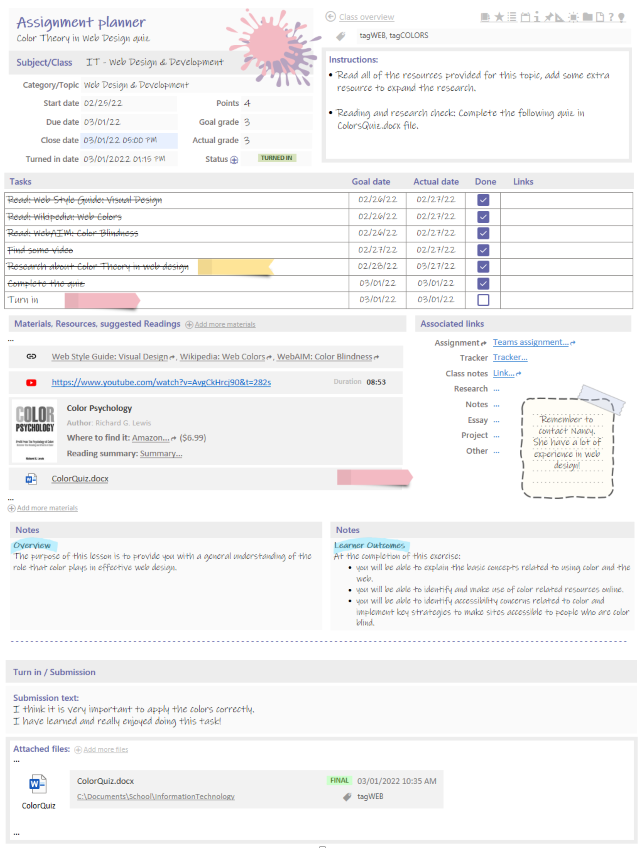 Assignment planner
Color Theory in Web Design quiz
Subject/Class IT - Web Design & Development
Category/Topic Web Design & Development
Start date 02/25/22 Points 4
Due date 03/01/22 Goal grade 3
Close date 03/01/22 05:00 PM Actual grade 3
Turned in date 03/01/2022 01:15 PM Status TURNED IN
Class overview
tagWEB, tagCOLORS
Instructions:
• Read all of the resources provided for this topic, add some extra
resource to expand the research.
• Reading and research check: Complete the following quiz in
ColorsQuiz.docx file.
Tasks Goal date Actual date Done Links
Read: Web Style Guide: Visual Design 02/26/22 02/27/22
Read: Wikipedia: Web Colors 02/26/22 02/27/22
Read: WebAIM: Color Blindness 02/26/22 02/27/22
Find some video 02/27/22 02/27/22
Research about Color Theory in web design 02/28/22 03/27/22
Complete the quiz 03/01/22 03/01/22
Turn in 03/01/22 03/01/22
Materials, Resources, suggested Readings Add more materials
...
Web Style Guide: Visual Design, Wikipedia: Web Colors, WebAIM: Color Blindness
https://www.youtube.com/watch?v=AvgCkHrcj90&t=282s Duration 08:53
COLOR
PSYCHOLOGY
Richard G. Lewis
Color Psychology
Author: Richard G. Lewis
Where to find it: Amazon... ($6.99)
Reading summary: Summary...
ColorQuiz.docx
...
Add more materials
Associated links
Assignment Teams assignment...
Tracker Tracker...
Class notes Link...
Research ...
Notes ...
Essay ...
Project ...
Other ...
Remember to
contact Nancy.
She have a lot of
experience in web
design!
Notes
Overview
The purpose of this lesson is to provide you with a general understanding of the
role that color plays in effective web design.
Notes
Learner Outcomes
At the completion of this exercise:
• you will be able to explain the basic concepts related to using color and the
web.
• you will be able to identify and make use of color related resources online.
• you will be able to identify accessibility concerns related to color and
implement key strategies to make sites accessible to people who are color
blind.
Turn in / Submission
Submission text:
I think it is very important to apply the colors correctly.
I have learned and really enjoyed doing this task!
Attached files: Add more files
...
ColorQuiz
ColorQuiz.docx FINAL 03/01/2022 10:35 AM
C:\Documents\School\InformationTechnology tagWEB
...